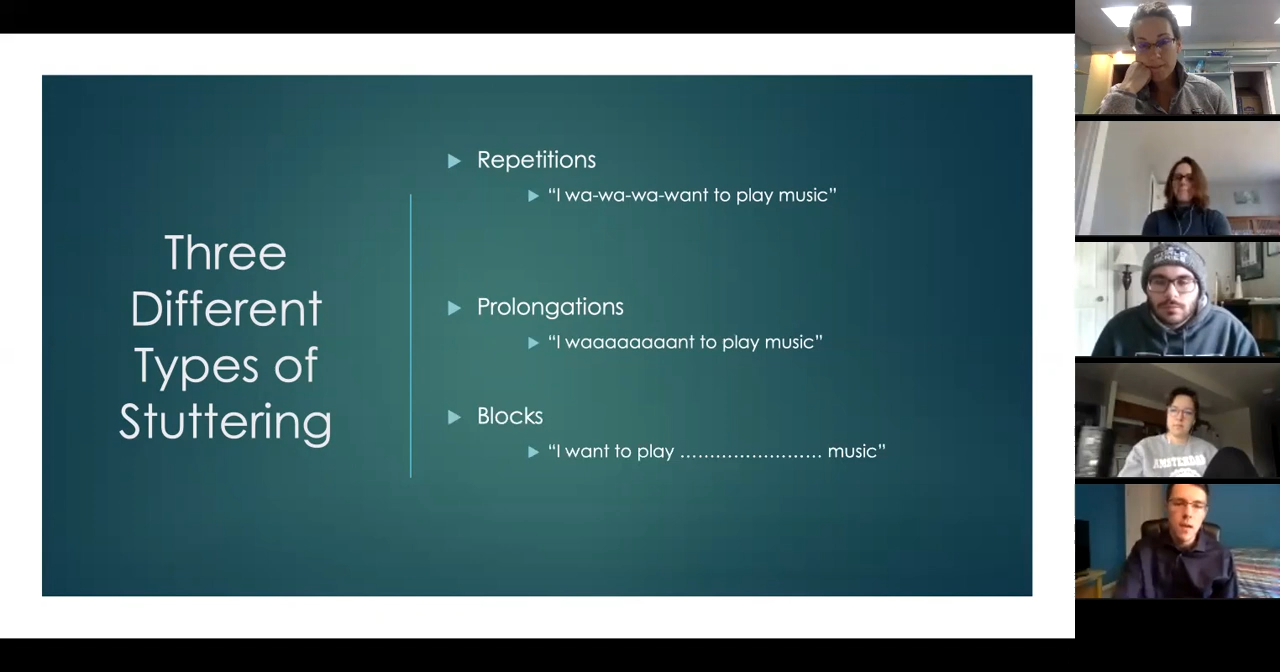 Three
Different
Types of
Stuttering
Repetitions
“I wa-wa-wa-want to play music”
Prolongations
“I waaaaaaaant to play music”
Blocks
“I want to play ........................ music”
AMSTERDAM